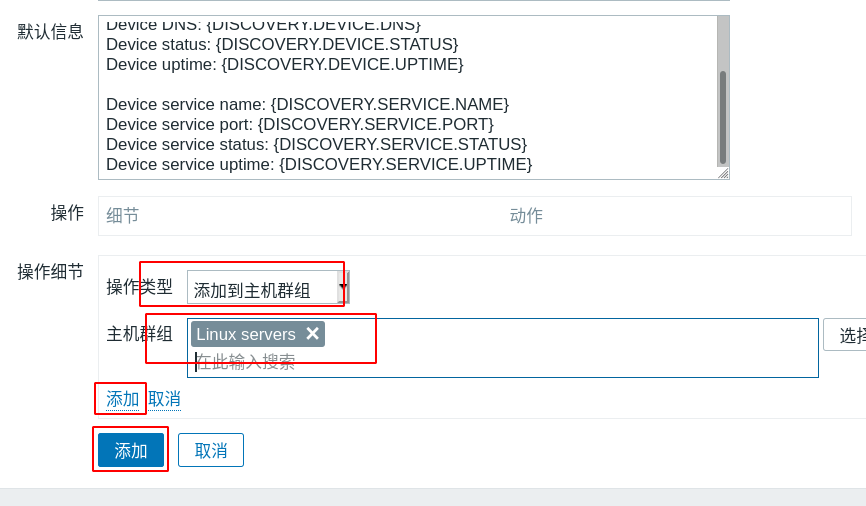 默认信息
Device DNS: {DISCOVERY.DEVICE.DNS}
Device status: {DISCOVERY.DEVICE.STATUS}
Device uptime: {DISCOVERY.DEVICE.UPTIME}
Device service name: {DISCOVERY.SERVICE.NAME}
Device service port: {DISCOVERY.SERVICE.PORT}
Device service status: {DISCOVERY.SERVICE.STATUS}
Device service uptime: {DISCOVERY.SERVICE.UPTIME}
操作 细节 动作
操作细节
操作类型 添加到主机群组
主机群组 Linux servers ✕ 选择
在此输入搜索
添加 取消
添加 取消